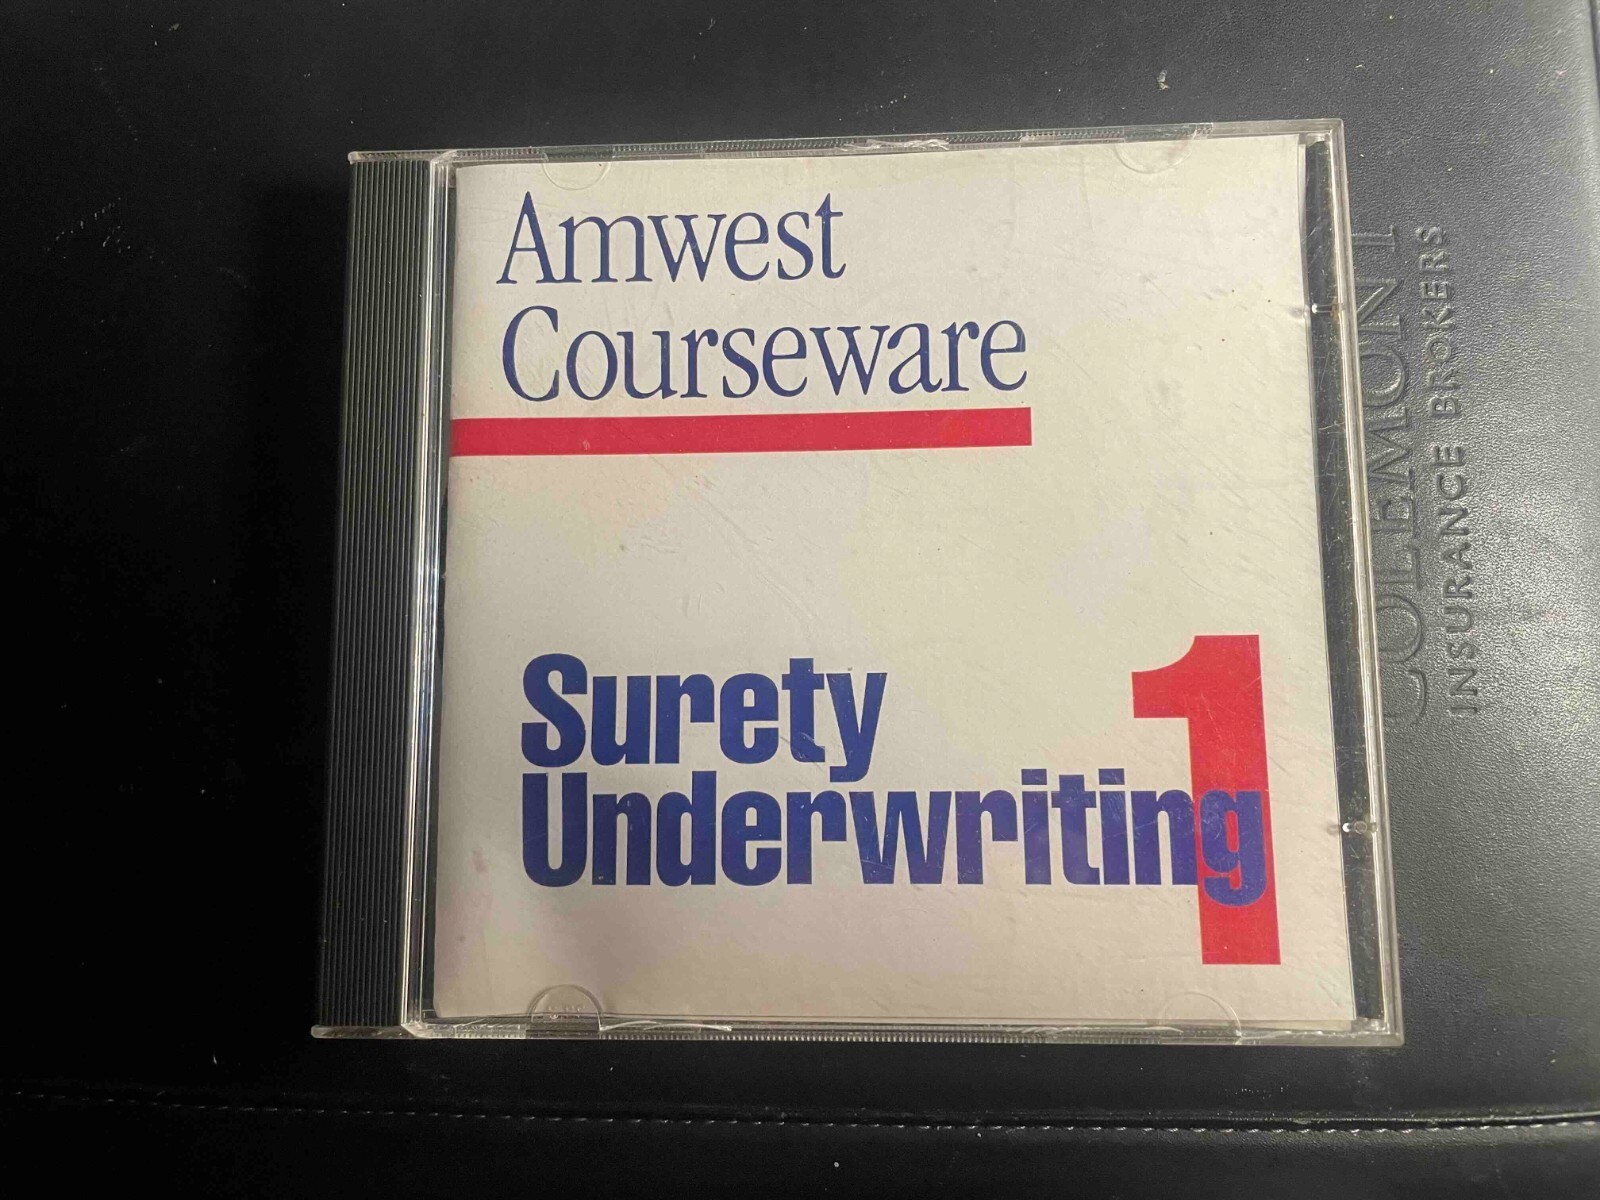 Amwest
Courseware
Surety
Underwriting
1
COLEMONT
INSURANCE BROKERS